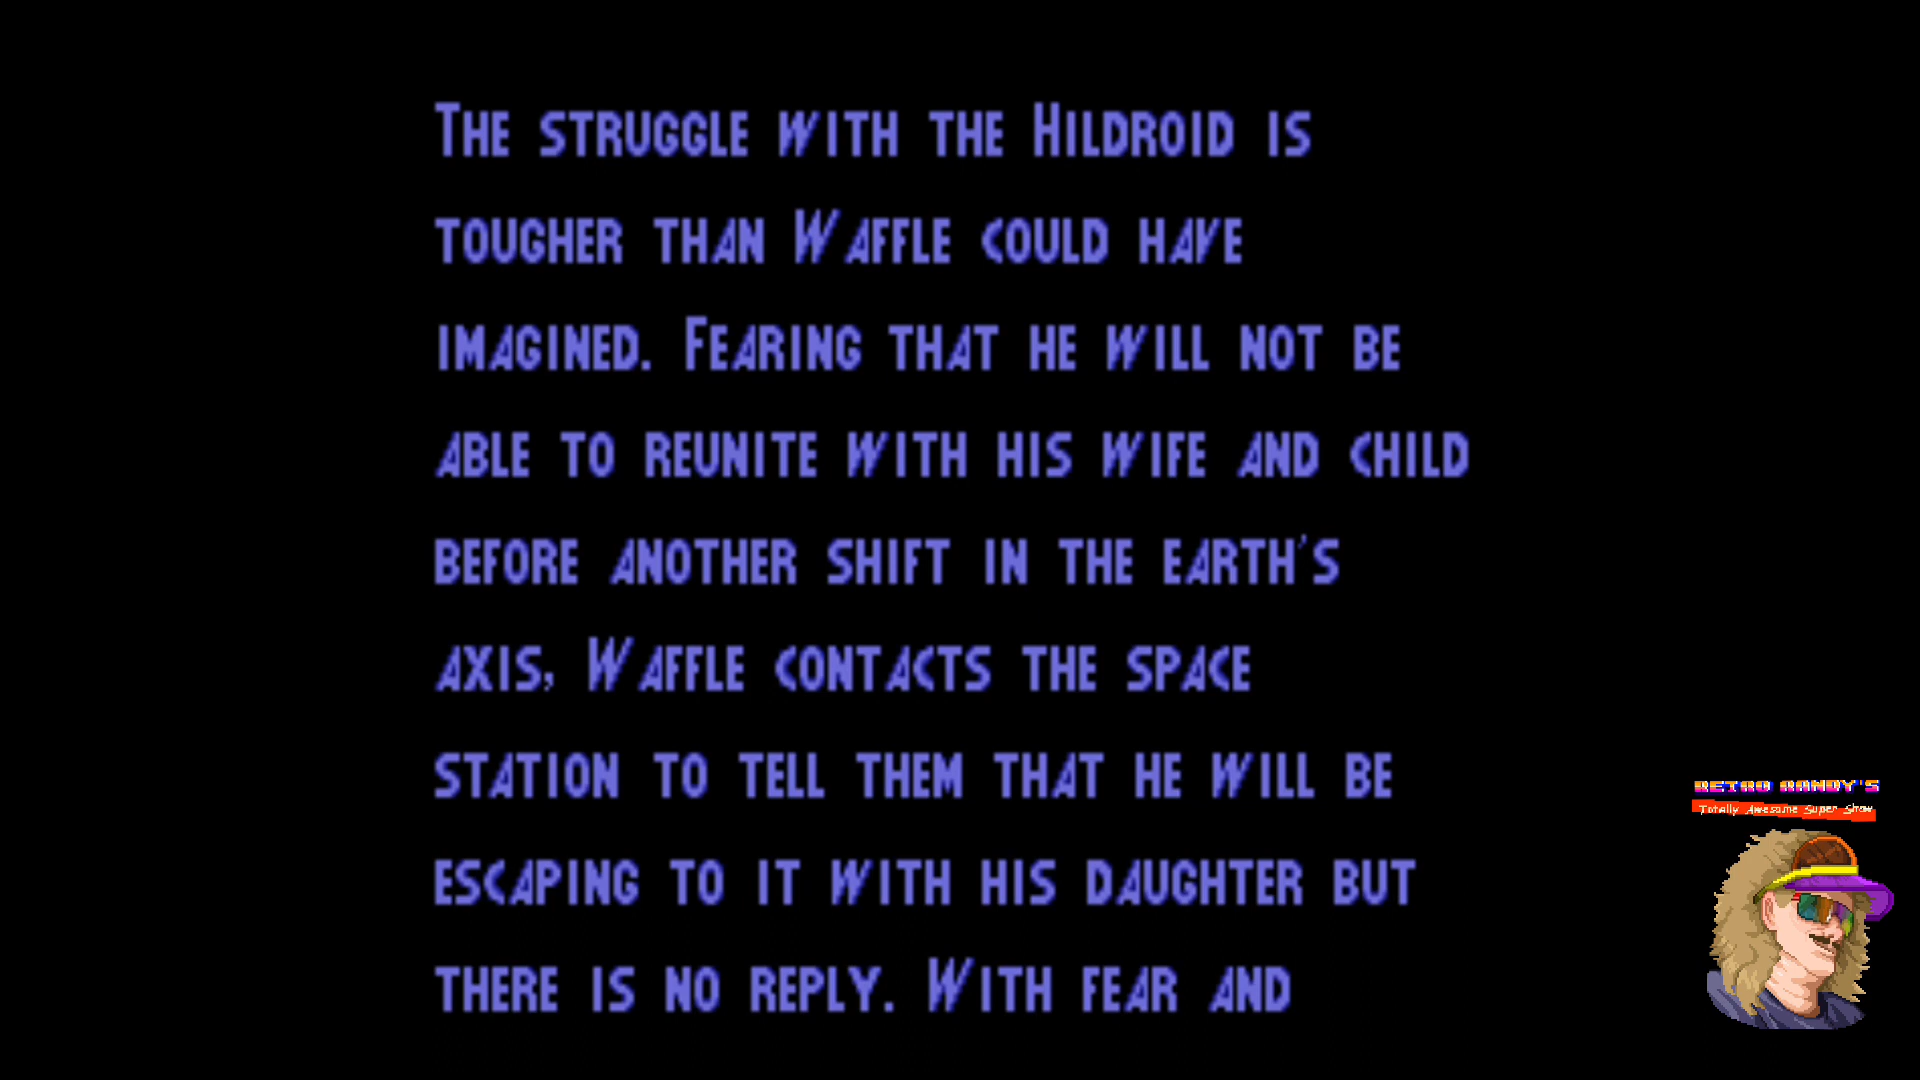 The struggle with the Hildroid is
tougher than Waffle could have
imagined. Fearing that he will not be
able to reunite with his wife and child
before another shift in the earth's
axis, Waffle contacts the space
station to tell them that he will be
escaping to it with his daughter but
there is no reply. With fear and
RETRO RANDY'S
Totally Awesome Super Show